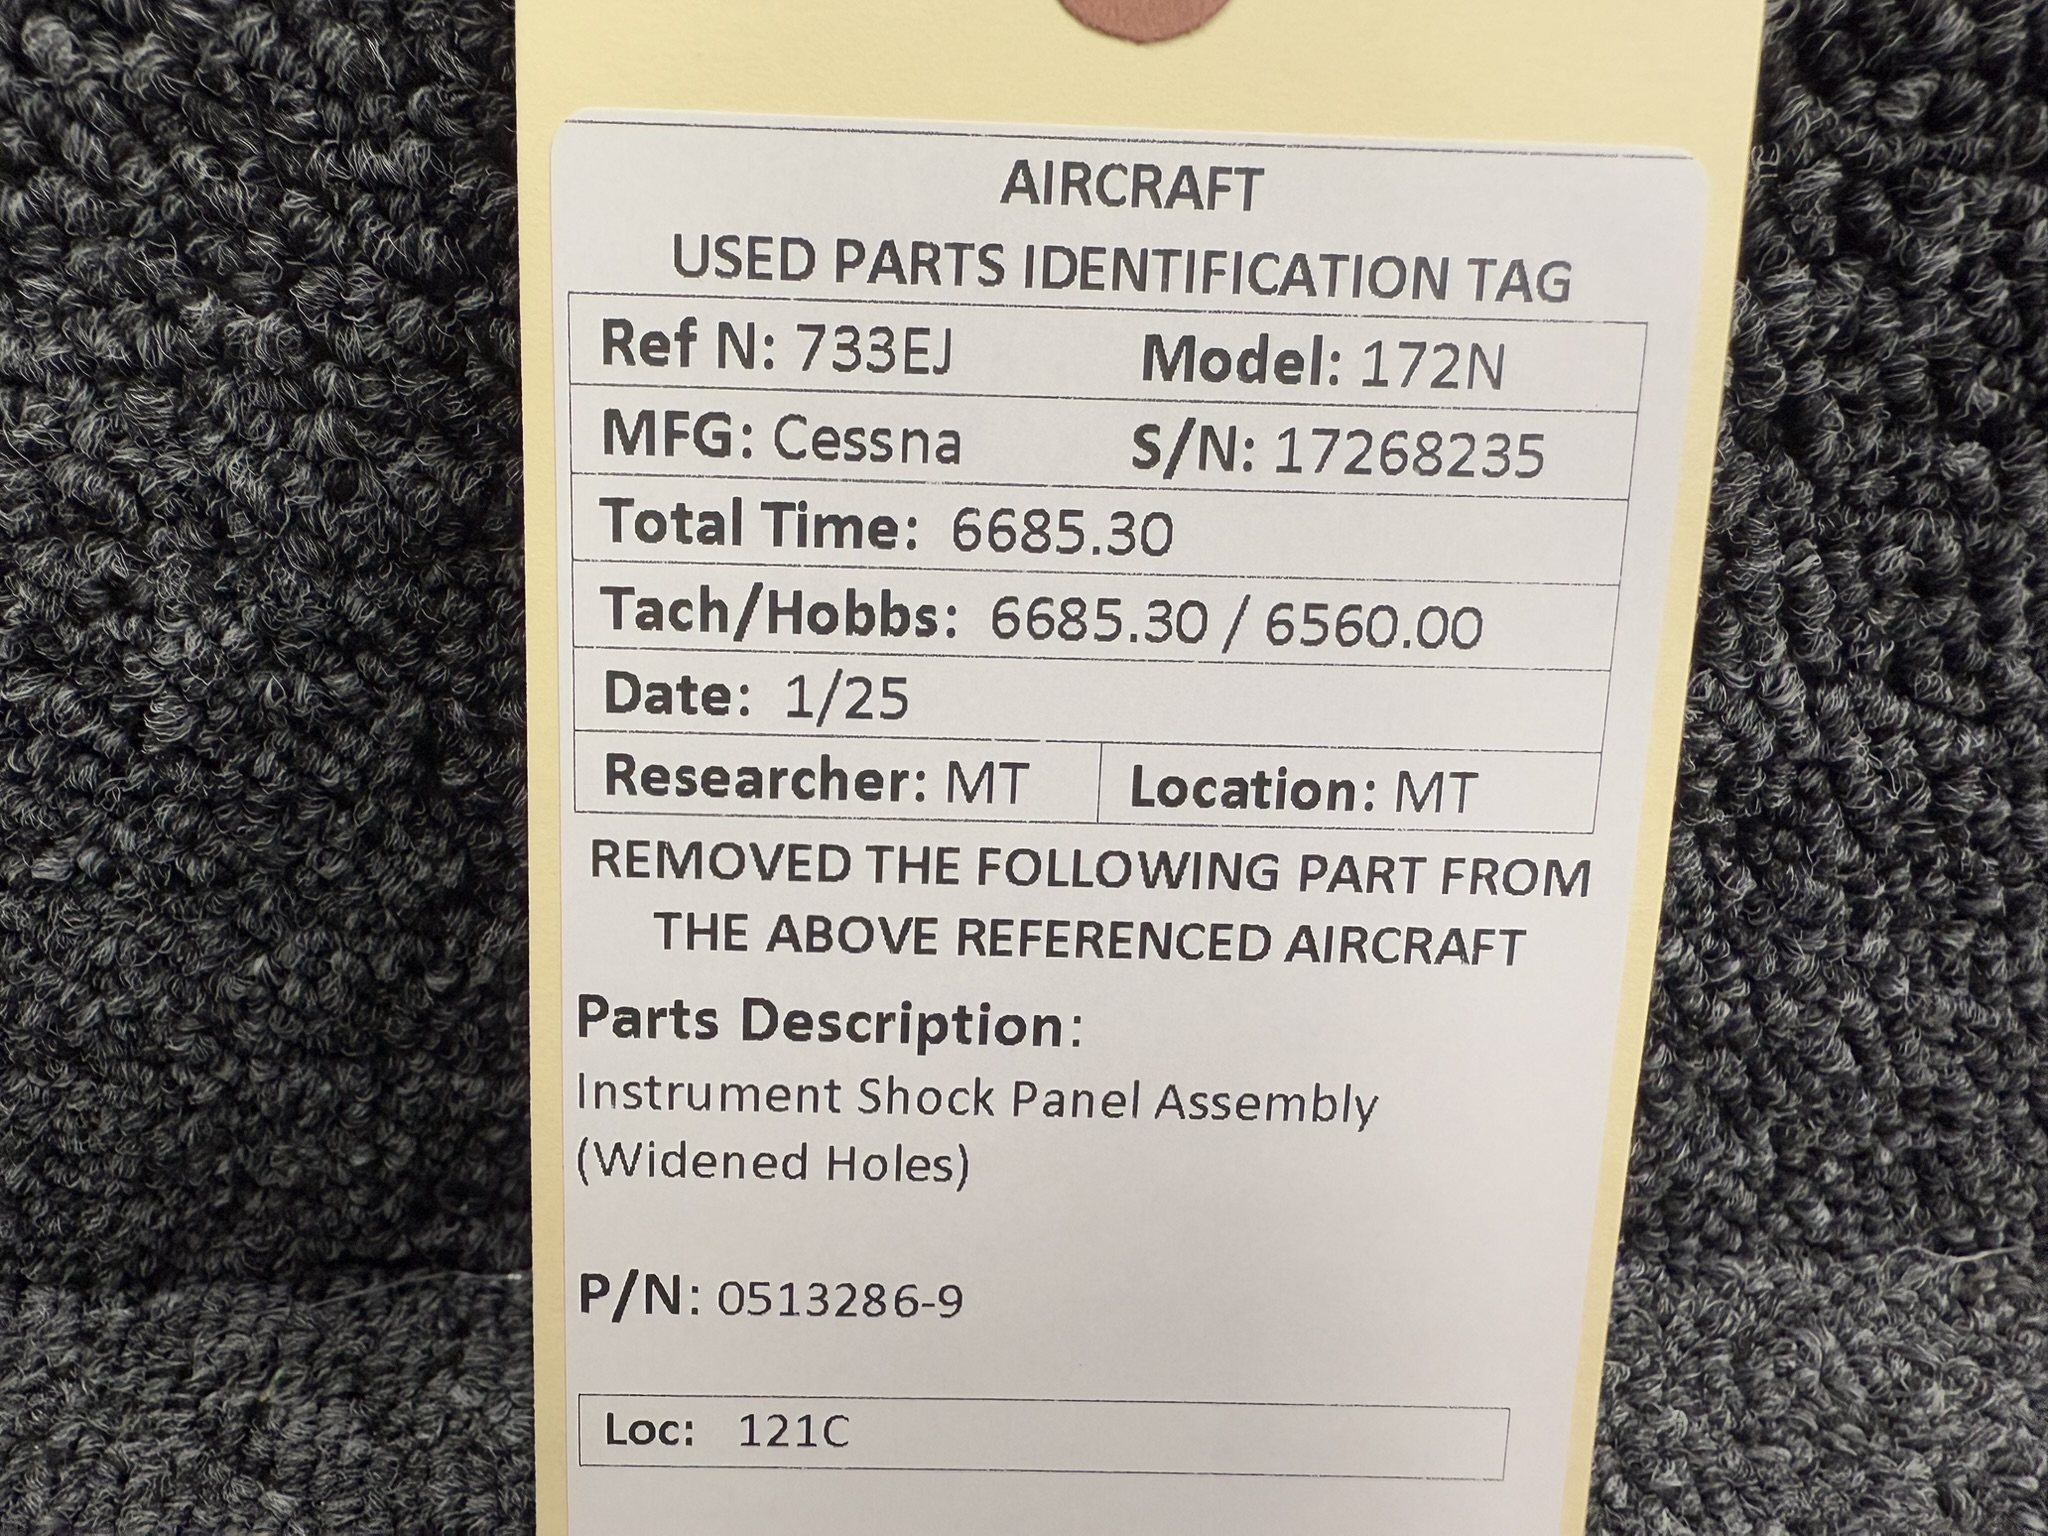 AIRCRAFT
USED PARTS IDENTIFICATION TAG
Ref N: 733EJ Model: 172N
MFG: Cessna S/N: 17268235
Total Time: 6685.30
Tach/Hobbs: 6685.30 / 6560.00
Date: 1/25
Researcher: MT Location: MT
REMOVED THE FOLLOWING PART FROM
THE ABOVE REFERENCED AIRCRAFT
Parts Description:
Instrument Shock Panel Assembly
(Widened Holes)
P/N: 0513286-9
Loc: 121C